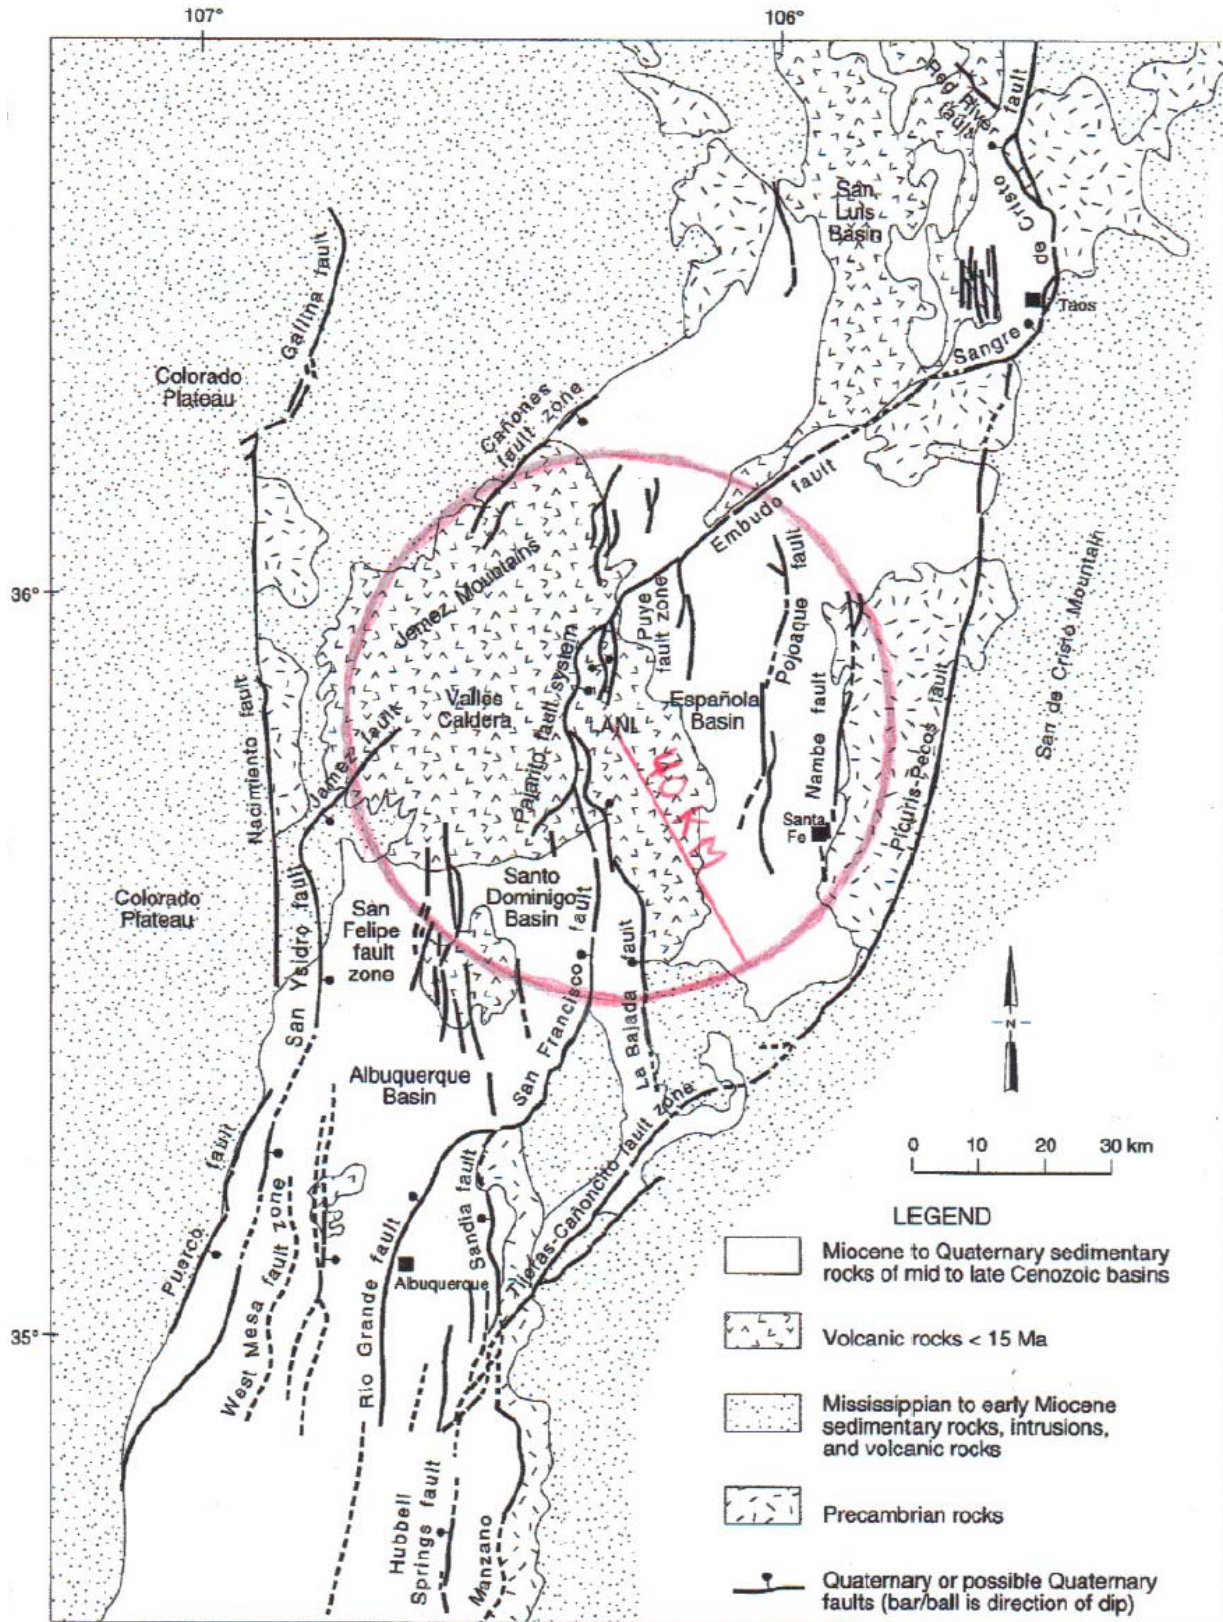 107°
106°
Red River
fault
fault
San
Luis
Basin
Cristo
de
Taos
Sangre
Gallina fault
Colorado
Plateau
Cañones
fault zone
Embudo fault
36°
Jemez Mountains
Puye
fault zone
Pojoaque fault
San de Cristo Mountain
Valles
Caldera
Española
Basin
LANL
Pajarito fault system
Nacimiento fault
Jamez fault
40 KM
Nambe fault
Santa
Fe
Picuris-Pecos fault
Colorado
Plateau
San Ysidro fault
San
Felipe
fault
zone
Santo
Dominigo
Basin
San Francisco fault
La Bajada fault
N
Albuquerque
Basin
Puerco fault
West Mesa fault zone
Rio Grande fault
Sandia fault
Tijeras-Cañoncito fault zone
Albuquerque
35°
Hubbell
Springs fault
Manzano
0 10 20 30 km
LEGEND
Miocene to Quaternary sedimentary
rocks of mid to late Cenozoic basins
Volcanic rocks < 15 Ma
Mississippian to early Miocene
sedimentary rocks, intrusions,
and volcanic rocks
Precambrian rocks
Quaternary or possible Quaternary
faults (bar/ball is direction of dip)